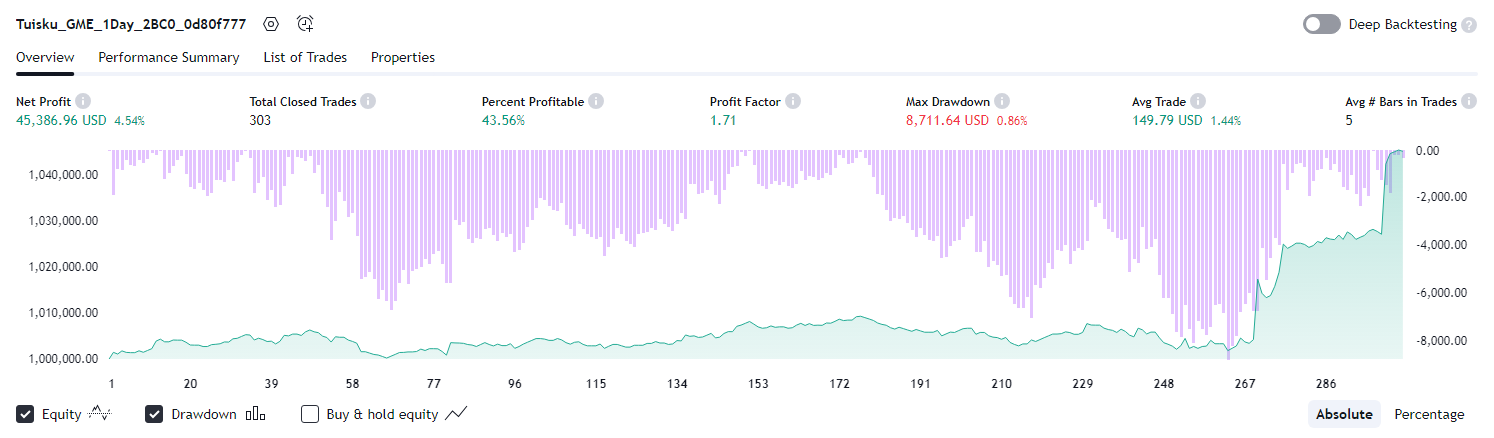 Tuisku_GME_1Day_2BC0_0d80f777 Deep Backtesting ?
Overview Performance Summary List of Trades Properties
Net Profit i Total Closed Trades i Percent Profitable i Profit Factor i Max Drawdown i Avg Trade i Avg # Bars in Trades i
45,386.96 USD 4.54% 303 43.56% 1.71 8,711.64 USD 0.86% 149.79 USD 1.44% 5
0.00
1,040,000.00
-2,000.00
1,030,000.00
-4,000.00
1,020,000.00
-6,000.00
1,010,000.00
-8,000.00
1,000,000.00
1 20 39 58 77 96 115 134 153 172 191 210 229 248 267 286
Equity Drawdown Buy & hold equity Absolute Percentage